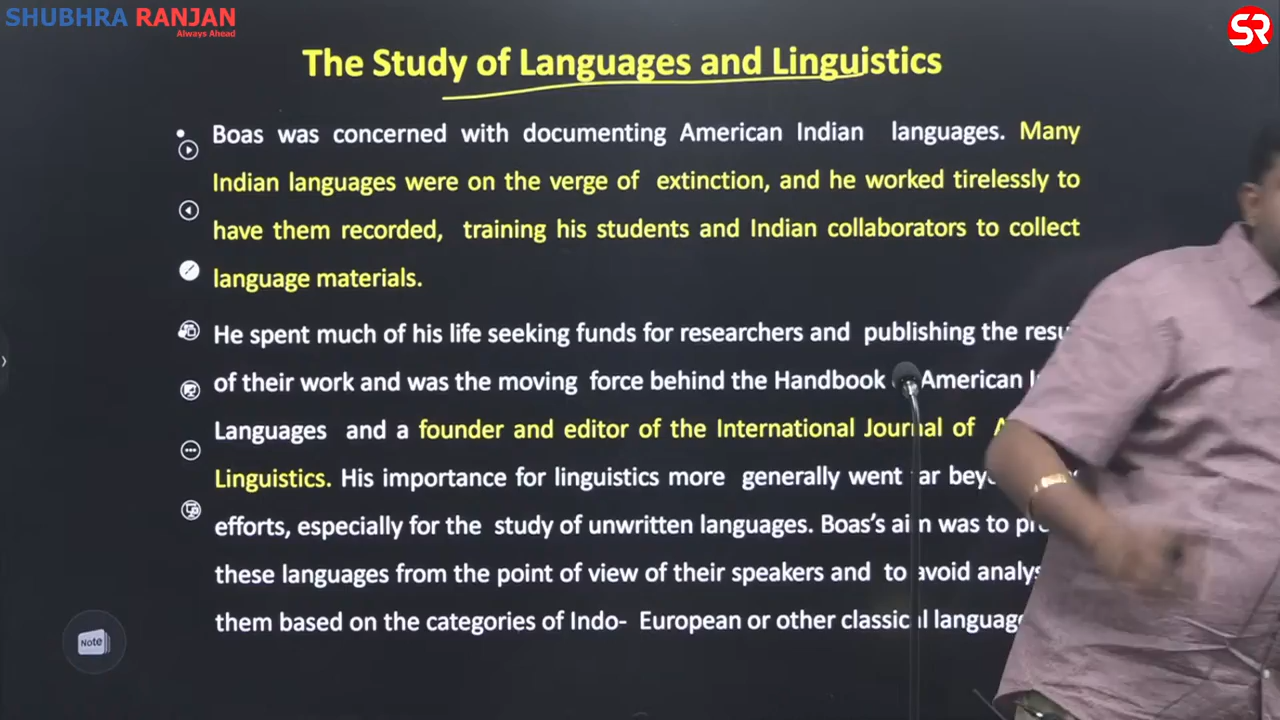 SHUBHRA RANJAN
Always Ahead
SR
The Study of Languages and Linguistics
• Boas was concerned with documenting American Indian languages. Many
Indian languages were on the verge of extinction, and he worked tirelessly to
have them recorded, training his students and Indian collaborators to collect
language materials.
He spent much of his life seeking funds for researchers and publishing the
of their work and was the moving force behind the Handbook American
Languages and a founder and editor of the International Journal of
Linguistics. His importance for linguistics more generally went
efforts, especially for the study of unwritten languages. Boas's aim was to
these languages from the point of view of their speakers and to avoid
them based on the categories of Indo- European or other classical
Note